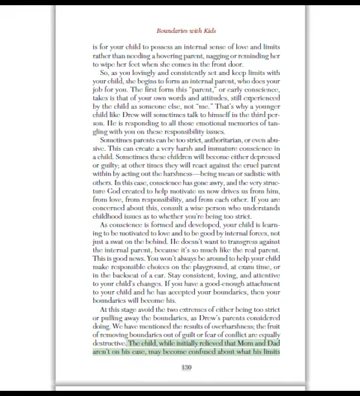 Boundaries with Kids
is for your child to possess an internal sense of love and limits
rather than needing a hovering parent, nagging or reminding her
to wipe her feet when she comes in the front door.
So, as you lovingly and consistently set and keep limits with
your child, she begins to form an internal parent, who does your
job for you. The first form this "parent," or early conscience,
takes is that of your own words and attitudes, still experienced
by the child as someone else, not "me." That's why a younger
child like Drew will sometimes talk to himself in the third per-
son. He is responding to all those emotional memories of tan-
gling with you on these responsibility issues.
Sometimes parents can be too strict, authoritarian, or even abu-
sive. This can create a very harsh and immature conscience in
a child. Sometimes these children will become either depressed
or guilty; at other times they will react against the cruel parent
within by acting out the harshness—being mean or sadistic with
others. In this case, conscience has gone awry, and the very struc-
ture God created to help motivate us now drives us from him,
from love, from responsibility, and from each other. If you are
concerned about this, consult a wise person who understands
childhood issues as to whether you're being too strict.
As conscience is formed and developed, your child is learn-
ing to be motivated to love and to be good by internal forces, not
just a swat on the behind. He doesn't want to transgress against
the internal parent, because it's so much like the real parent.
This is good news. You won't always be around to help your child
make responsible choices on the playground, at exam time, or
in the backseat of a car. Stay consistent, loving, and attentive
to your child's changes. If you have a good-enough attachment
to your child and he has accepted your boundaries, then your
boundaries will become his.
At this stage avoid the two extremes of either being too strict
or pulling away the boundaries, as Drew's parents considered
doing. We have mentioned the results of overharshness; the fruit
of removing boundaries out of guilt or fear of conflict are equally
destructive. The child, while initially relieved that Mom and Dad
aren't on his case, may become confused about what his limits
130